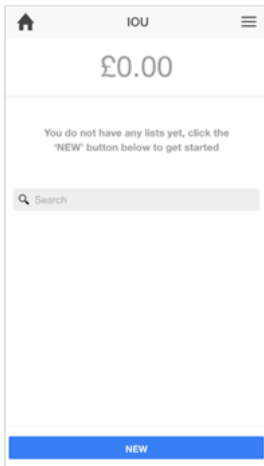 IOU
£0.00
You do not have any lists yet, click the
'NEW' button below to get started
Search
NEW